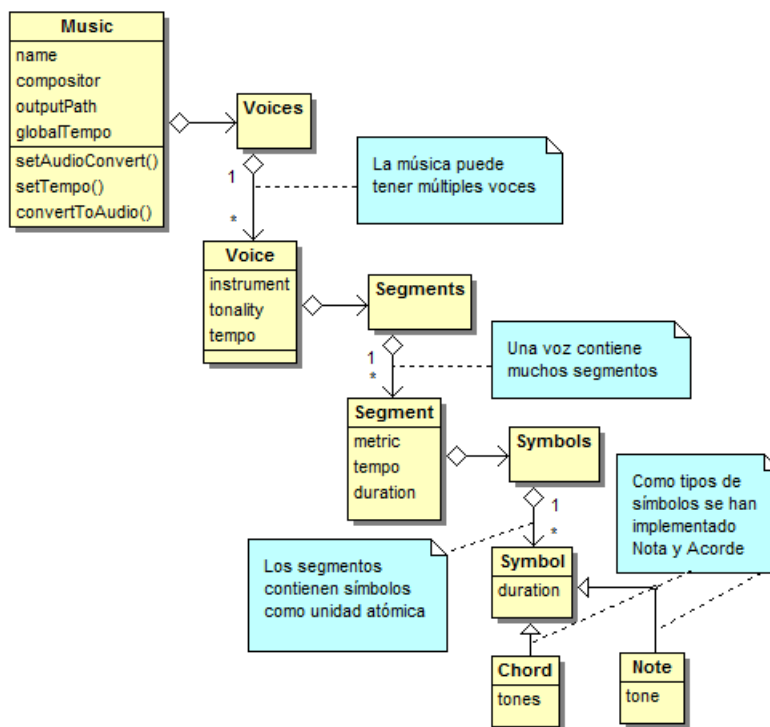 Music
name
compositor
outputPath
globalTempo
setAudioConvert()
setTempo()
convertToAudio()
Voices
1
*
La música puede
tener múltiples voces
Voice
instrument
tonality
tempo
Segments
1
*
Una voz contiene
muchos segmentos
Segment
metric
tempo
duration
Symbols
1
*
Como tipos de
símbolos se han
implementado
Nota y Acorde
Los segmentos
contienen símbolos
como unidad atómica
Symbol
duration
Chord
tones
Note
tone